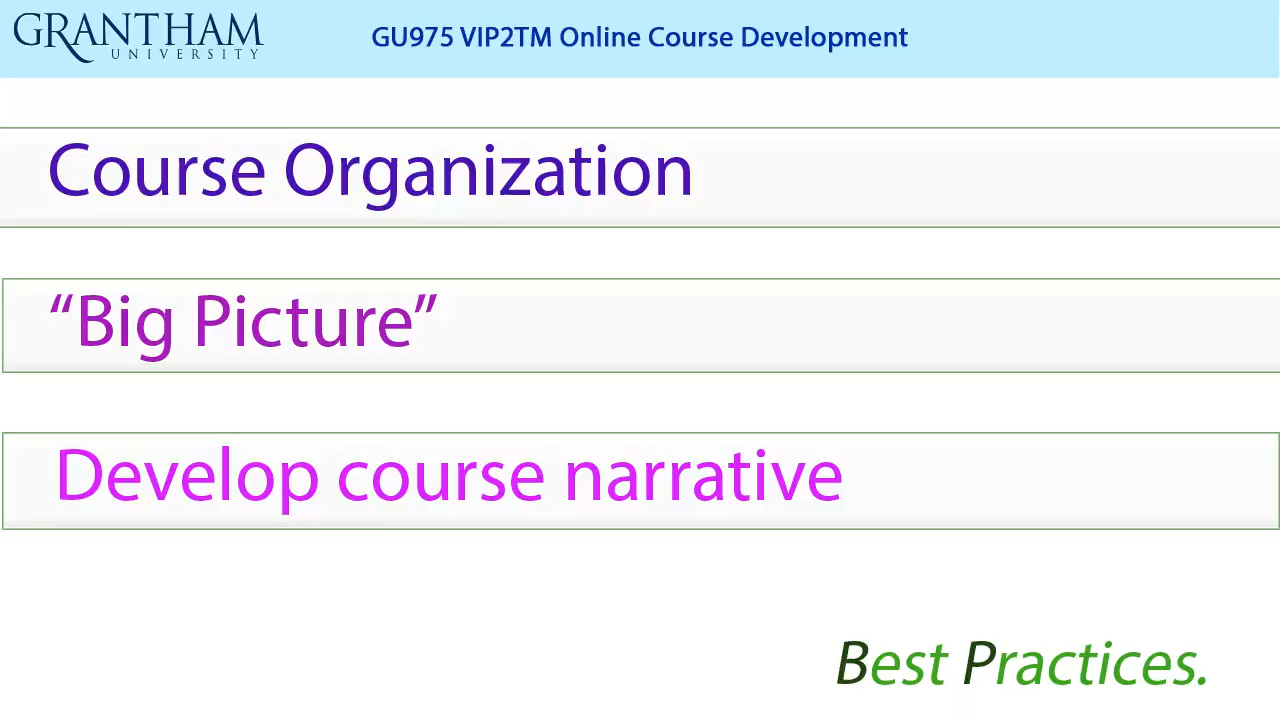 GRANTHAM
UNIVERSITY
GU975 VIP2TM Online Course Development
Course Organization
“Big Picture”
Develop course narrative
Best Practices.